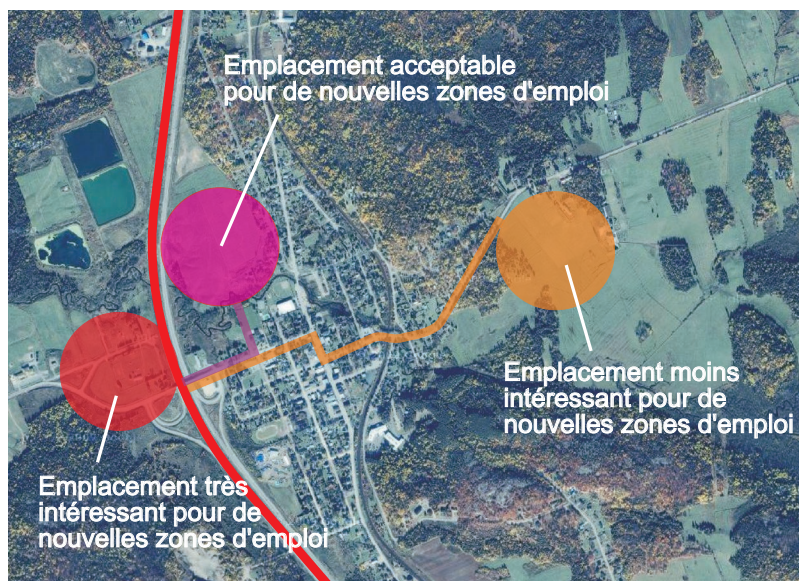 Emplacement acceptable
pour de nouvelles zones d'emploi
Emplacement moins
intéressant pour de
nouvelles zones d'emploi
Emplacement très
intéressant pour de
nouvelles zones d'emploi